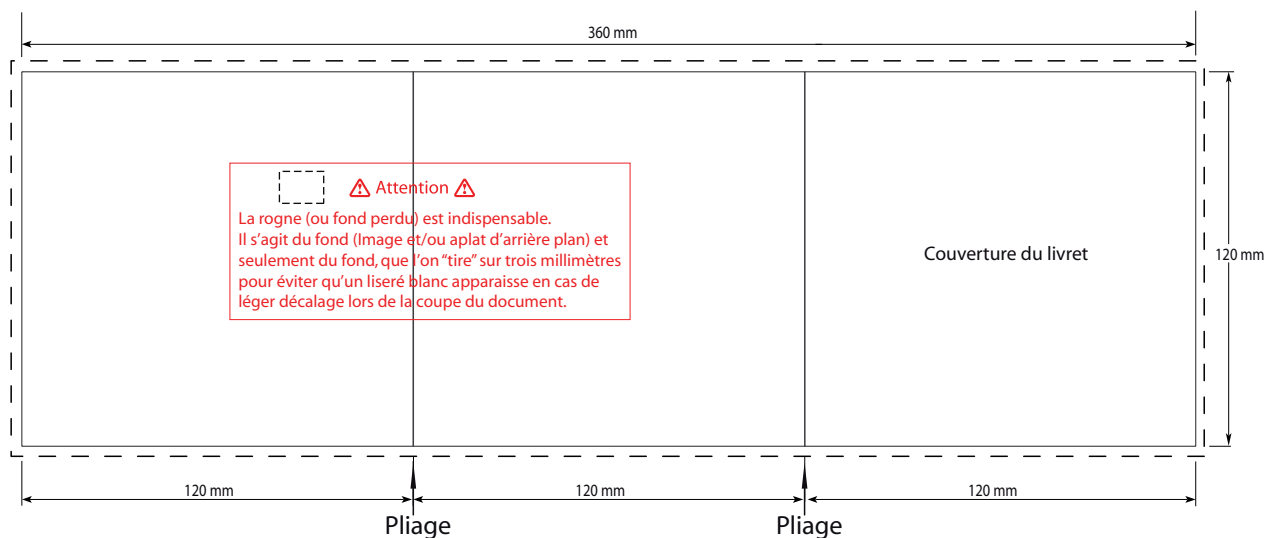 360 mm
Attention
La rogne (ou fond perdu) est indispensable.
Il s’agit du fond (Image et/ou aplat d’arrière plan) et
seulement du fond, que l’on “tire” sur trois millimètres
pour éviter qu’un liseré blanc apparaisse en cas de
léger décalage lors de la coupe du document.
Couverture du livret
120 mm
120 mm
120 mm
120 mm
Pliage
Pliage